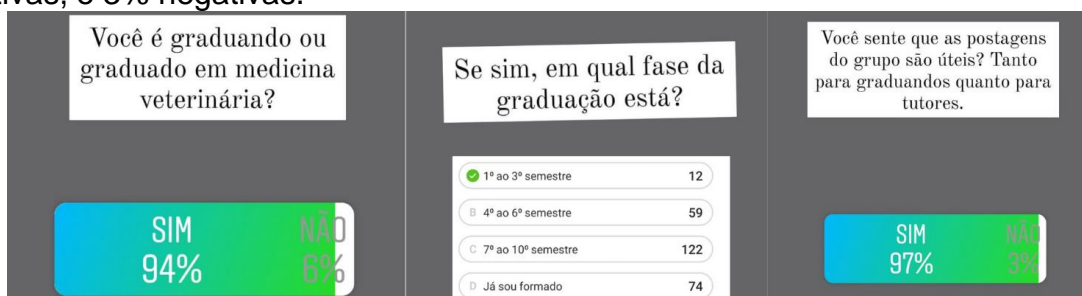 Você é graduando ou
graduado em medicina
veterinária?
SIM
94%
NÃO
6%
Se sim, em qual fase da
graduação está?
1º ao 3º semestre 12
B 4º ao 6º semestre 59
C 7º ao 10º semestre 122
D Já sou formado 74
Você sente que as postagens
do grupo são úteis? Tanto
para graduandos quanto para
tutores.
SIM
97%
NÃO
3%